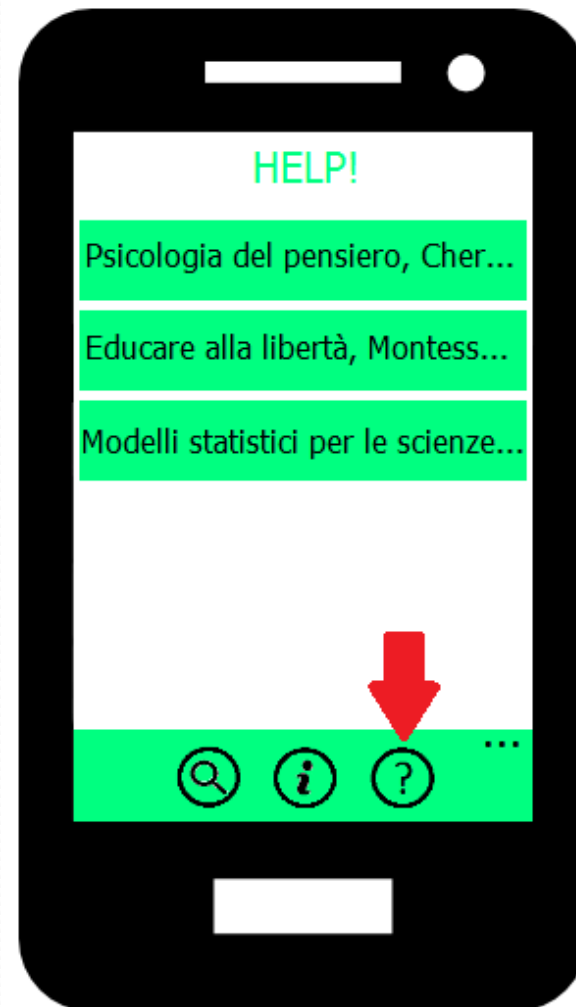 HELP!
Psicologia del pensiero, Cher...
Educare alla libertà, Montess...
Modelli statistici per le scienze...
...
i ?